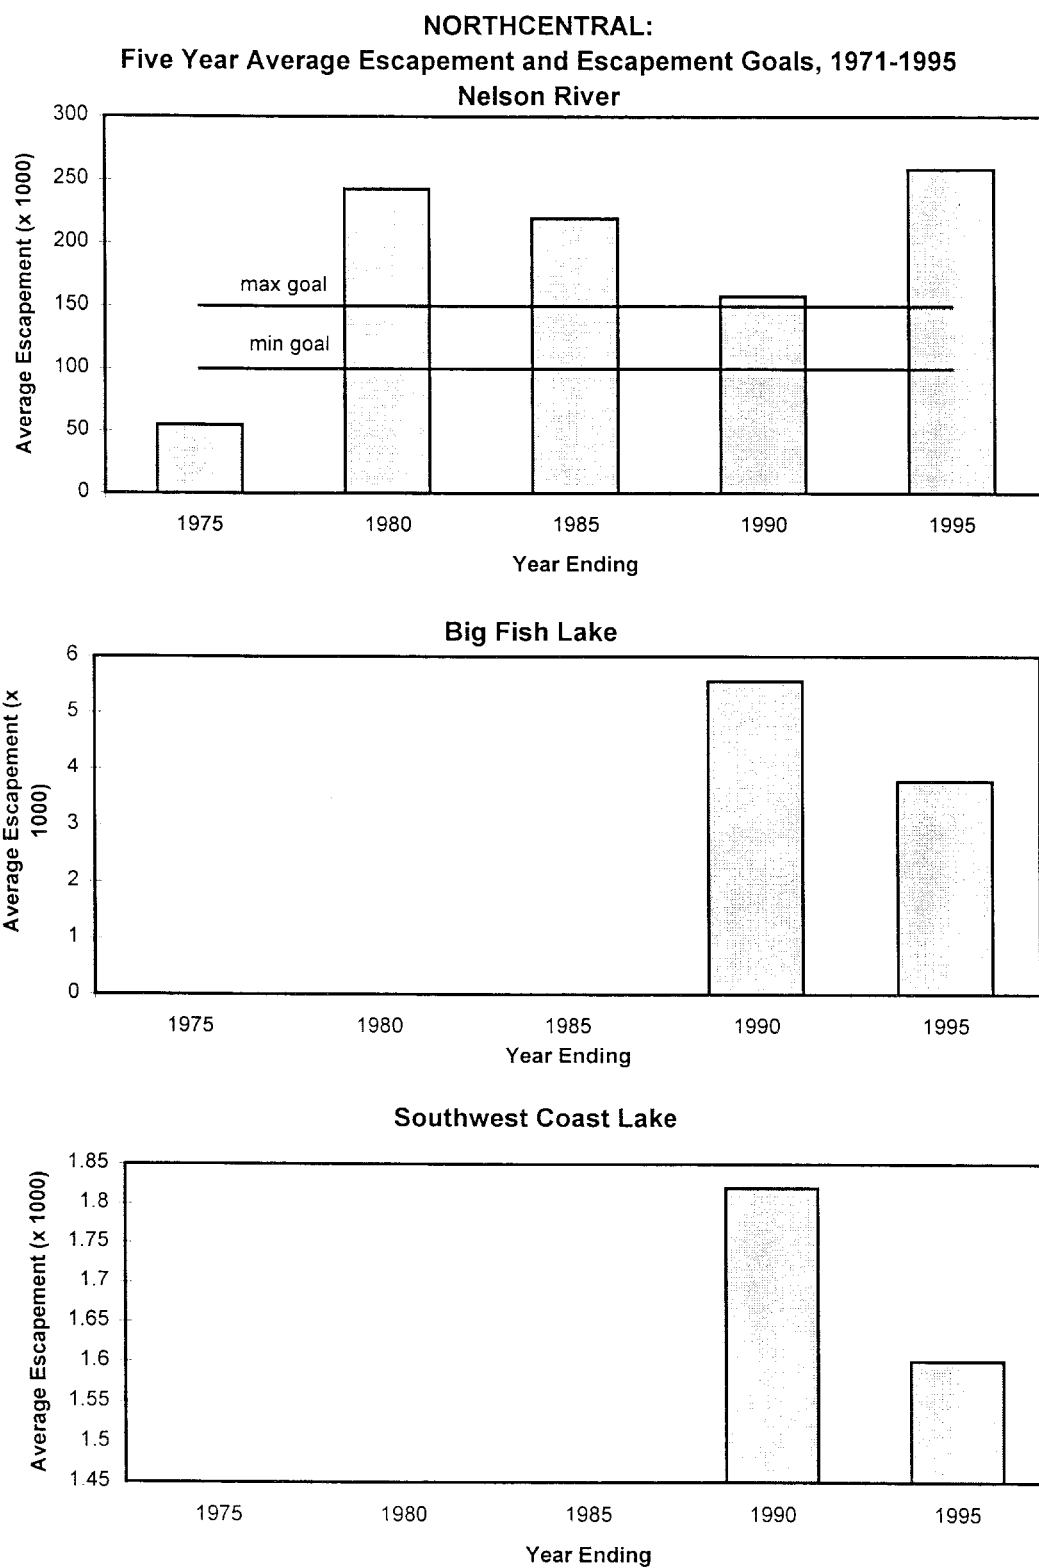 NORTHCENTRAL:
Five Year Average Escapement and Escapement Goals, 1971-1995
Nelson River
Average Escapement (x 1000)
300
250
200
150
100
50
0
max goal
min goal
1975 1980 1985 1990 1995
Year Ending
Big Fish Lake
Average Escapement (x
1000)
6
5
4
3
2
1
0
1975 1980 1985 1990 1995
Year Ending
Southwest Coast Lake
Average Escapement (x 1000)
1.85
1.8
1.75
1.7
1.65
1.6
1.55
1.5
1.45
1975 1980 1985 1990 1995
Year Ending